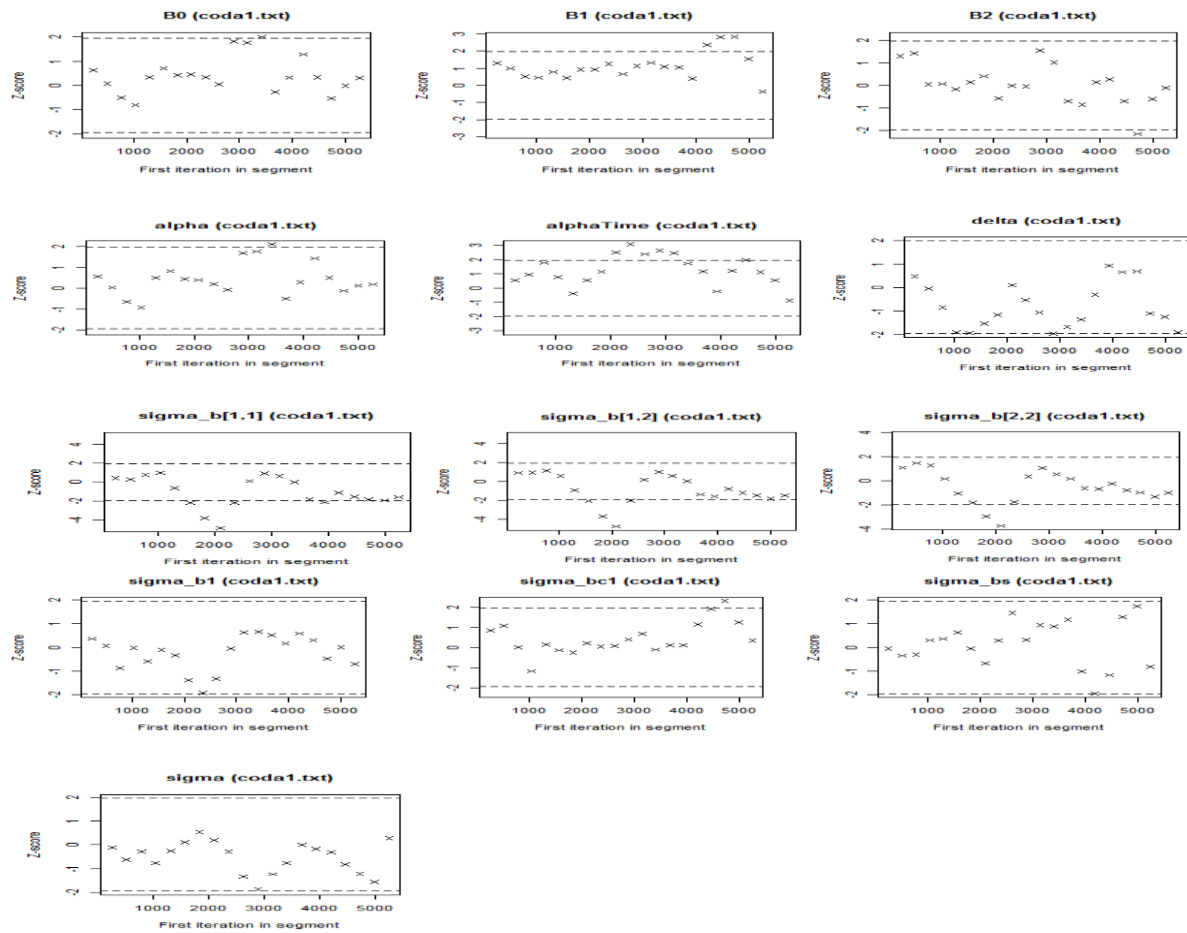 B0 (coda1.txt)
Z-score
2
1
0
-1
-2
1000 2000 3000 4000 5000
First iteration in segment
B1 (coda1.txt)
Z-score
3
2
1
0
-1
-2
-3
1000 2000 3000 4000 5000
First iteration in segment
B2 (coda1.txt)
Z-score
2
1
0
-1
-2
1000 2000 3000 4000 5000
First iteration in segment
alpha (coda1.txt)
Z-score
2
1
0
-1
-2
1000 2000 3000 4000 5000
First iteration in segment
alphaTime (coda1.txt)
Z-score
3
2
1
0
-1
-2
-3
1000 2000 3000 4000 5000
First iteration in segment
delta (coda1.txt)
Z-score
2
1
0
-1
-2
1000 2000 3000 4000 5000
First iteration in segment
sigma_b[1,1] (coda1.txt)
Z-score
4
2
0
-2
-4
1000 2000 3000 4000 5000
First iteration in segment
sigma_b[1,2] (coda1.txt)
Z-score
4
2
0
-2
-4
1000 2000 3000 4000 5000
First iteration in segment
sigma_b[2,2] (coda1.txt)
Z-score
4
2
0
-2
-4
1000 2000 3000 4000 5000
First iteration in segment
sigma_b1 (coda1.txt)
Z-score
2
1
0
-1
-2
1000 2000 3000 4000 5000
First iteration in segment
sigma_bc1 (coda1.txt)
Z-score
2
1
0
-1
-2
1000 2000 3000 4000 5000
First iteration in segment
sigma_bs (coda1.txt)
Z-score
2
1
0
-1
-2
1000 2000 3000 4000 5000
First iteration in segment
sigma (coda1.txt)
Z-score
2
1
0
-1
-2
1000 2000 3000 4000 5000
First iteration in segment